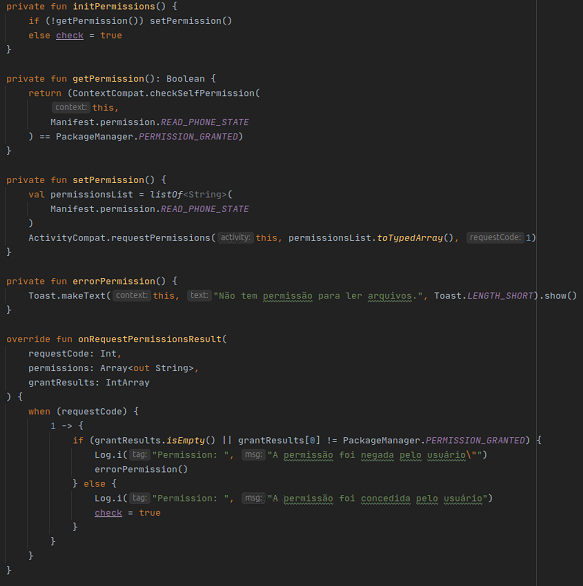 private fun initPermissions() {
if (!getPermission()) setPermission()
else check = true
}
private fun getPermission(): Boolean {
return (ContextCompat.checkSelfPermission(
context: this,
Manifest.permission.READ_PHONE_STATE
) == PackageManager.PERMISSION_GRANTED)
}
private fun setPermission() {
val permissionsList = listOf<String>(
Manifest.permission.READ_PHONE_STATE
)
ActivityCompat.requestPermissions( activity: this, permissionsList.toTypedArray(), requestCode: 1)
}
private fun errorPermission() {
Toast.makeText( context: this, text: "Não tem permissão para ler arquivos.", Toast.LENGTH_SHORT).show()
}
override fun onRequestPermissionsResult(
requestCode: Int,
permissions: Array<out String>,
grantResults: IntArray
) {
when (requestCode) {
1 -> {
if (grantResults.isEmpty() || grantResults[0] != PackageManager.PERMISSION_GRANTED) {
Log.i( tag: "Permission: ", msg: "A permissão foi negada pelo usuário\"")
errorPermission()
} else {
Log.i( tag: "Permission: ", msg: "A permissão foi concedida pelo usuário")
check = true
}
}
}
}